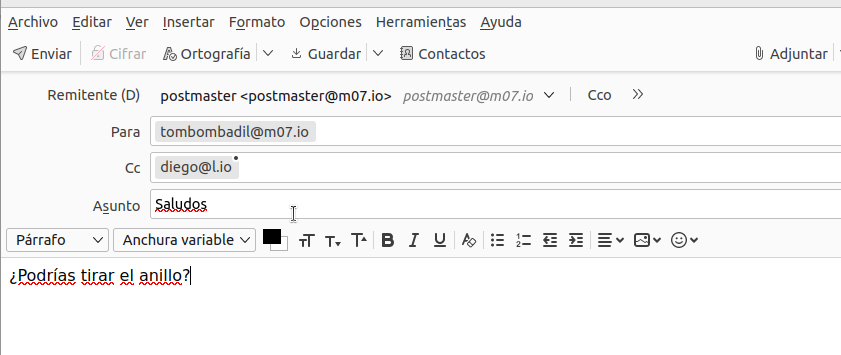 Archivo Editar Ver Insertar Formato Opciones Herramientas Ayuda
Enviar Cifrar Ortografía Guardar Contactos Adjuntar
Remitente (D) postmaster <postmaster@m07.io> postmaster@m07.io Cco
Para tombombadil@m07.io
Cc diego@l.io
Asunto Saludos
Párrafo Anchura variable
¿Podrías tirar el anillo?